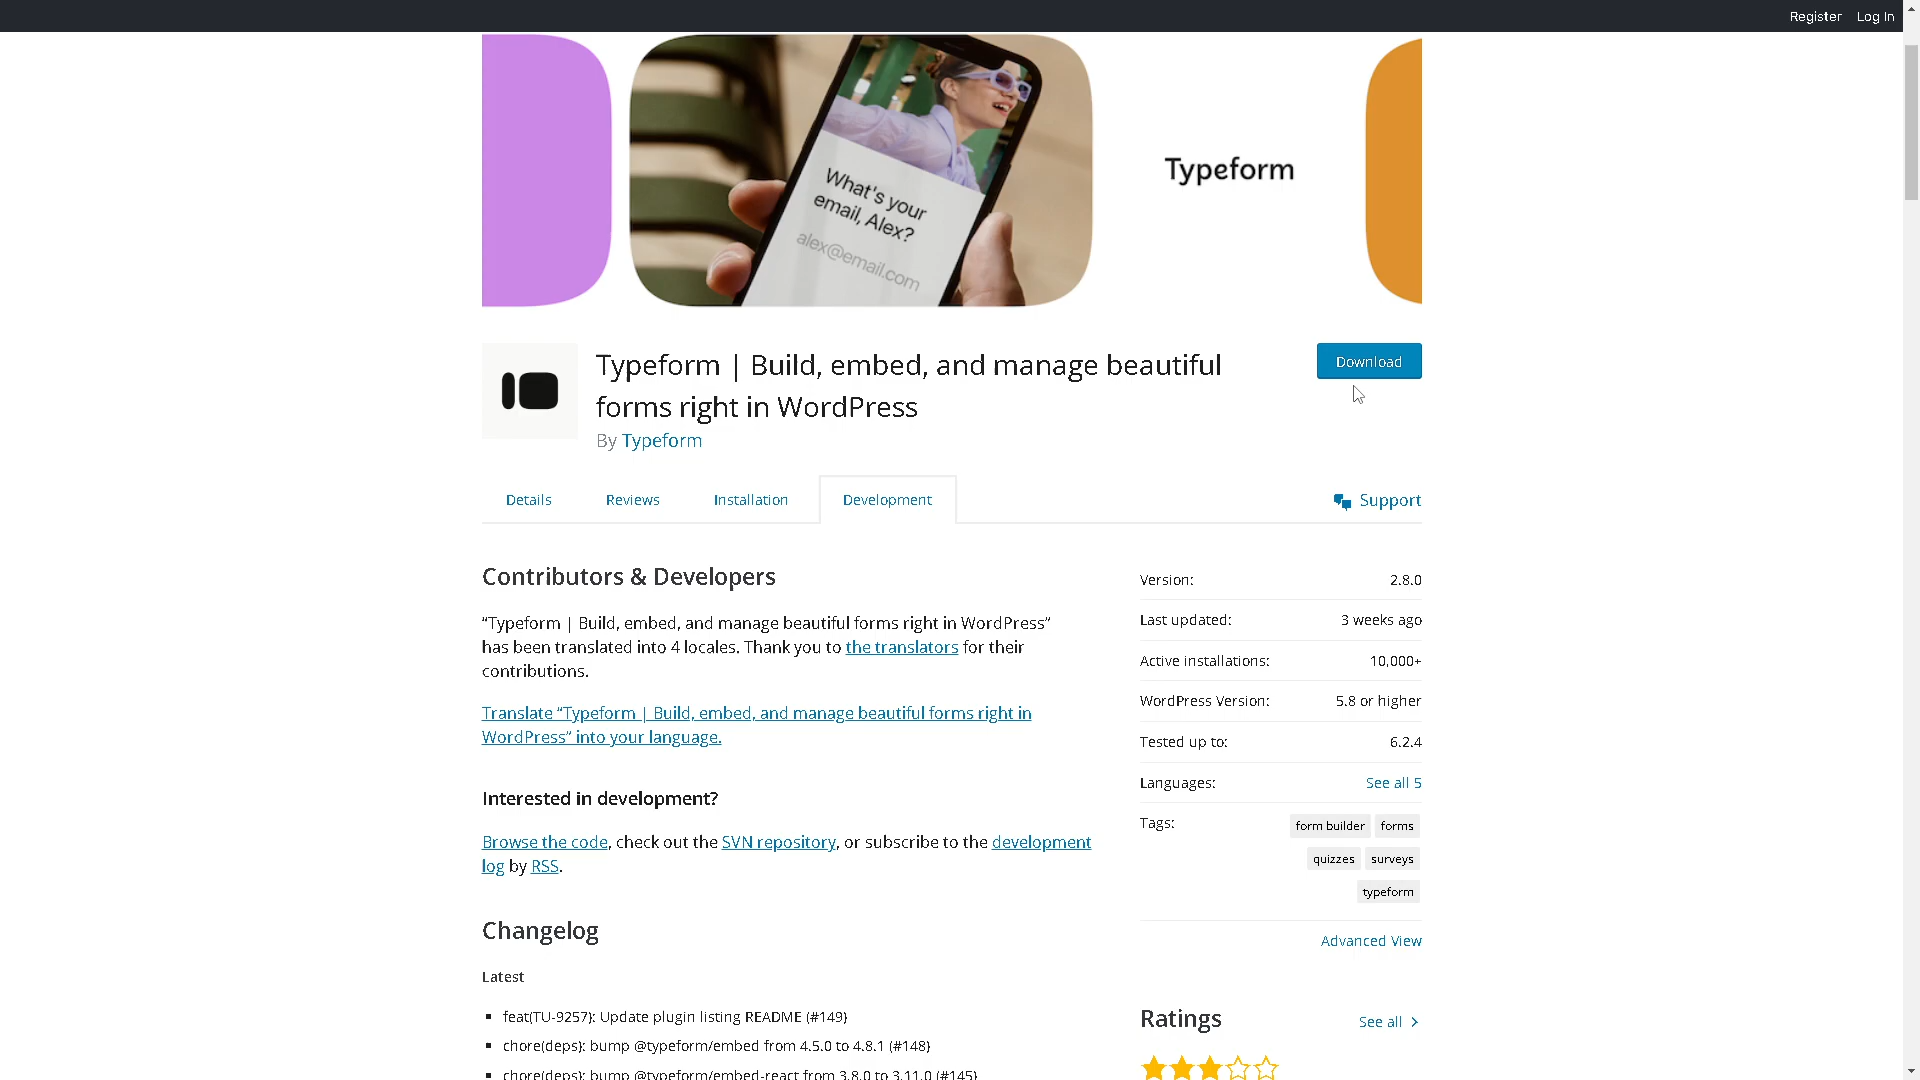 Register Log In
What's your
email, Alex?
alex@email.com
Typeform
Typeform | Build, embed, and manage beautiful
forms right in WordPress
Download
By Typeform
Details Reviews Installation Development Support
Contributors & Developers
“Typeform | Build, embed, and manage beautiful forms right in WordPress”
has been translated into 4 locales. Thank you to the translators for their
contributions.
Translate “Typeform | Build, embed, and manage beautiful forms right in
WordPress” into your language.
Interested in development?
Browse the code, check out the SVN repository, or subscribe to the development
log by RSS.
Changelog
Latest
feat(TU-9257): Update plugin listing README (#149)
chore(deps): bump @typeform/embed from 4.5.0 to 4.8.1 (#148)
chore(deps): bump @typeform/embed-react from 3.8.0 to 3.11.0 (#145)
Version: 2.8.0
Last updated: 3 weeks ago
Active installations: 10,000+
WordPress Version: 5.8 or higher
Tested up to: 6.2.4
Languages: See all 5
Tags: form builder forms
quizzes surveys
typeform
Advanced View
Ratings See all